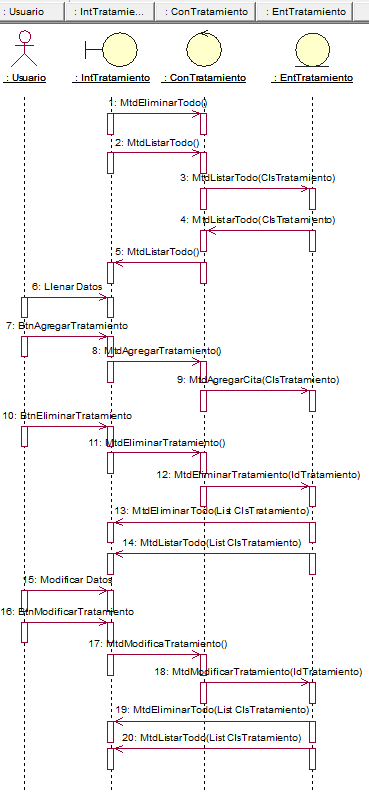 : Usuario
: IntTratamie...
: ConTratamie...
: EntTratamie...
: Usuario
: IntTratamiento
: ConTratamiento
: EntTratamiento
1: MtdEliminarTodo()
2: MtdListarTodo()
3: MtdListarTodo(ClsTratamiento)
4: MtdListarTodo(ClsTratamiento)
5: MtdListarTodo()
6: Llenar Datos
7: BtnAgregarTratamiento
8: MtdAgregarTratamiento()
9: MtdAgregarCita(ClsTratamiento)
10: BtnEliminarTratamiento
11: MtdEliminarTratamiento()
12: MtdEliminarTratamiento(IdTratamiento)
13: MtdEliminarTodo(List ClsTratamiento)
14: MtdListarTodo(List ClsTratamiento)
15: Modificar Datos
16: BtnModificarTratamiento
17: MtdModificaTratamiento()
18: MtdModificarTratamiento(IdTratamiento)
19: MtdEliminarTodo(List ClsTratamiento)
20: MtdListarTodo(List ClsTratamiento)